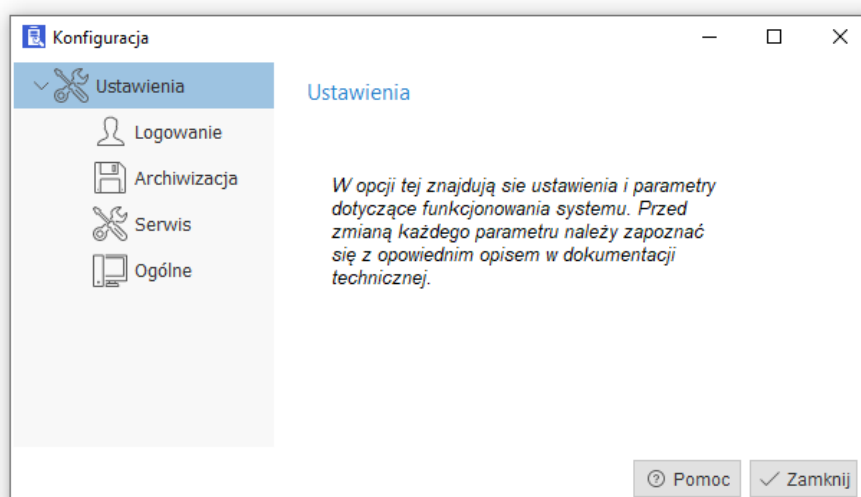 Konfiguracja
Ustawienia
Logowanie
Archiwizacja
Serwis
Ogólne
Ustawienia
W opcji tej znajdują sie ustawienia i parametry
dotyczące funkcjonowania systemu. Przed
zmianą każdego parametru należy zapoznać
się z opowiednim opisem w dokumentacji
technicznej.
Pomoc
Zamknij